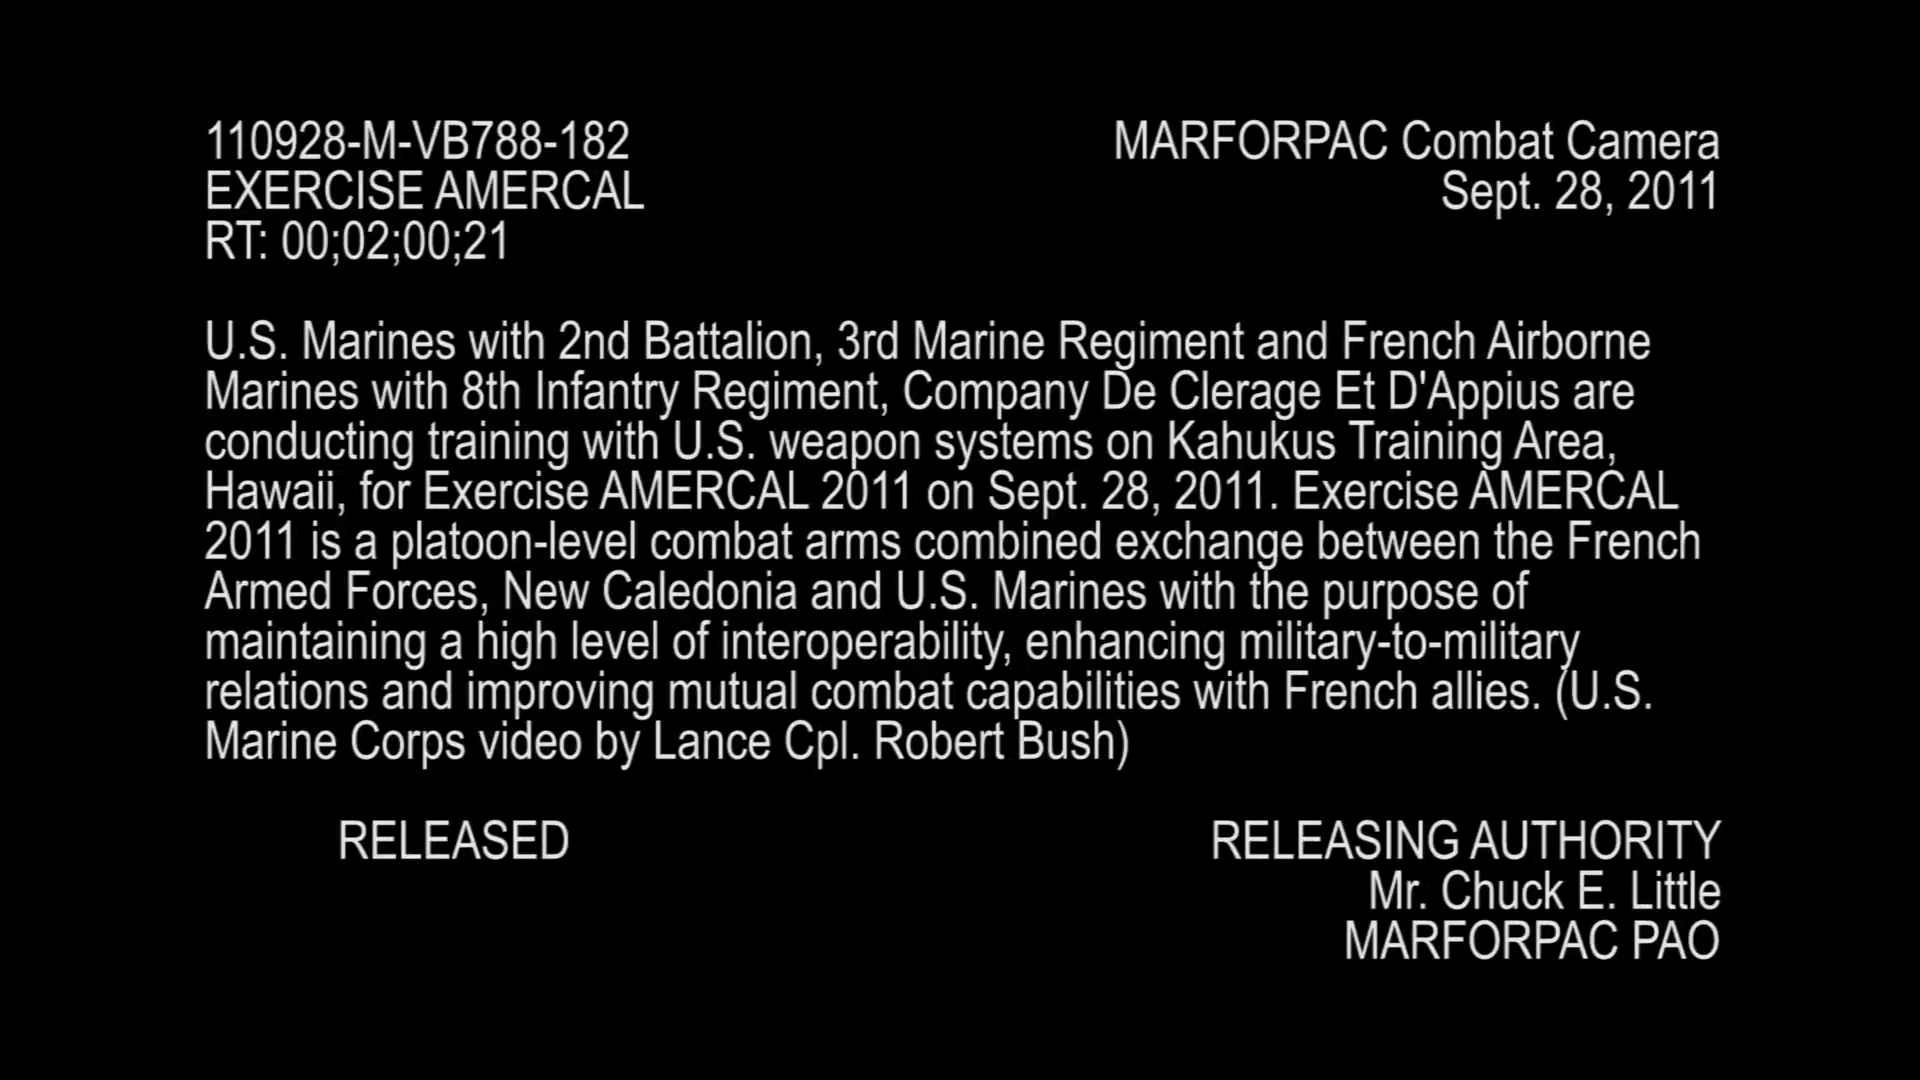 110928-M-VB788-182
MARFORPAC Combat Camera
EXERCISE AMERCAL
Sept. 28, 2011
RT: 00;02;00;21
U.S. Marines with 2nd Battalion, 3rd Marine Regiment and French Airborne
Marines with 8th Infantry Regiment, Company De Clerage Et D'Appius are
conducting training with U.S. weapon systems on Kahukus Training Area,
Hawaii, for Exercise AMERCAL 2011 on Sept. 28, 2011. Exercise AMERCAL
2011 is a platoon-level combat arms combined exchange between the French
Armed Forces, New Caledonia and U.S. Marines with the purpose of
maintaining a high level of interoperability, enhancing military-to-military
relations and improving mutual combat capabilities with French allies. (U.S.
Marine Corps video by Lance Cpl. Robert Bush)
RELEASED
RELEASING AUTHORITY
Mr. Chuck E. Little
MARFORPAC PAO